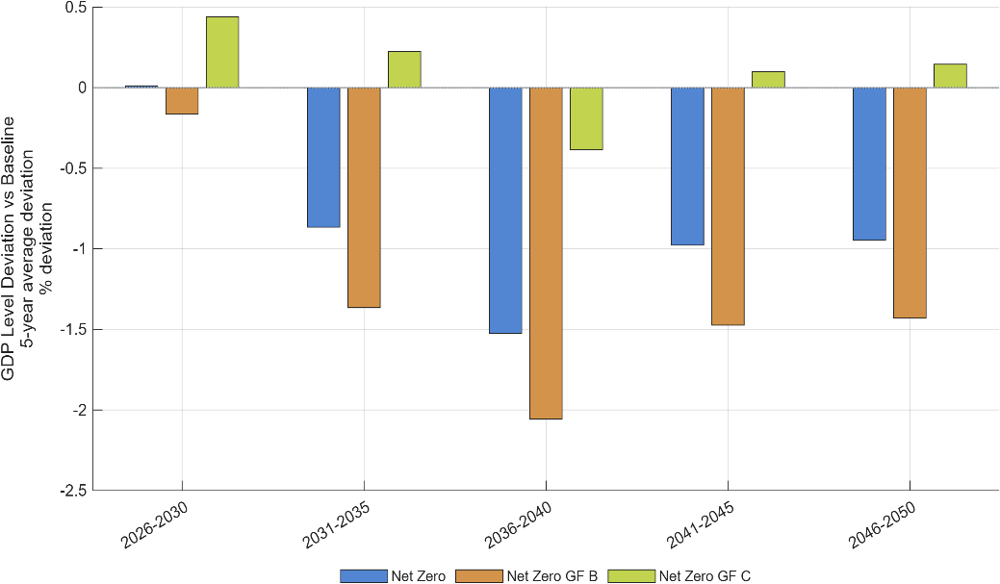 GDP Level Deviation vs Baseline
5-year average deviation
% deviation
0.5
0
-0.5
-1
-1.5
-2
-2.5
2026-2030
2031-2035
2036-2040
2041-2045
2046-2050
Net Zero
Net Zero GF B
Net Zero GF C